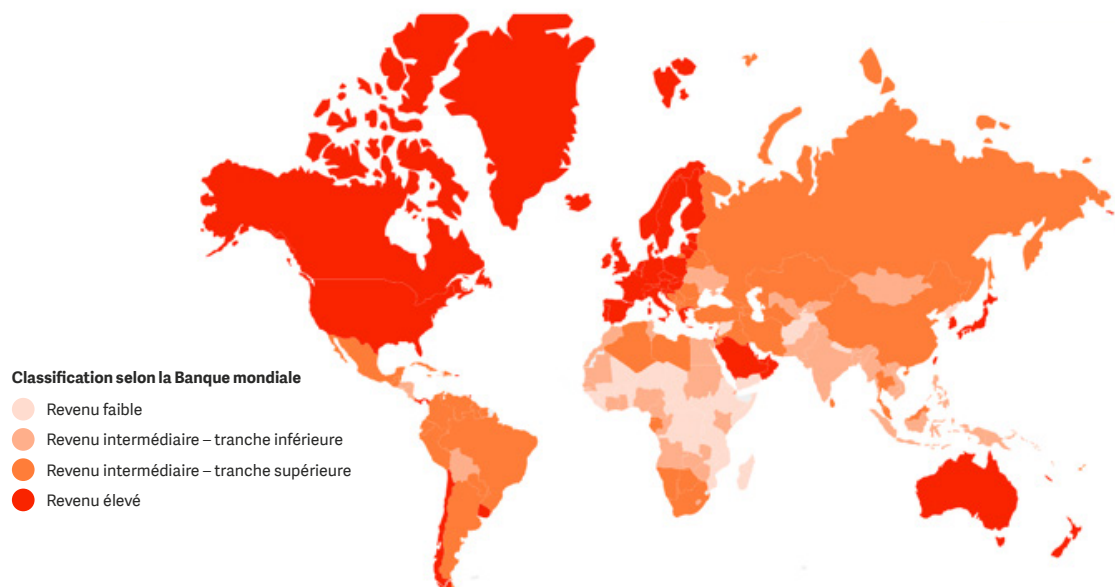 Classification selon la Banque mondiale
Revenu faible
Revenu intermédiaire – tranche inférieure
Revenu intermédiaire – tranche supérieure
Revenu élevé